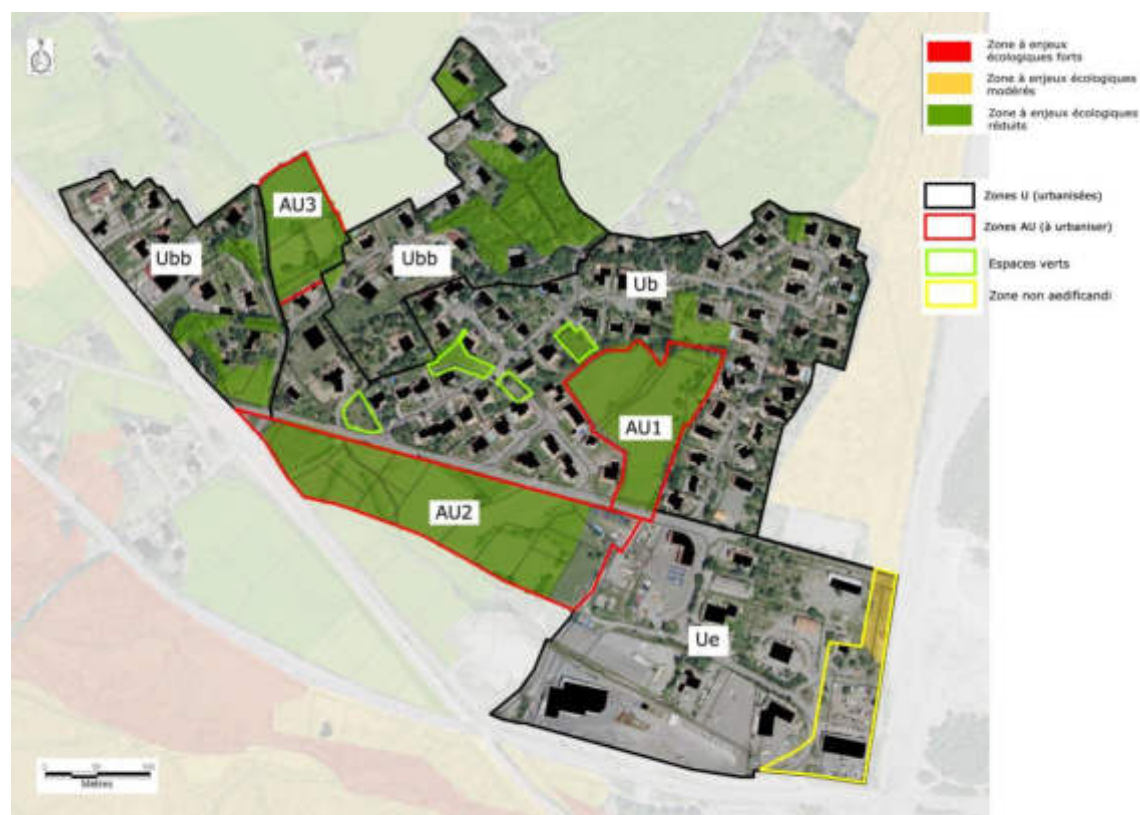 N
Zone à enjeux
écologiques forts
Zone à enjeux écologiques
modérés
Zone à enjeux écologiques
réduits
Zones U (urbanisées)
Zones AU (à urbaniser)
Espaces verts
Zone non aedificandi
AU3
Ubb
Ubb
Ub
AU1
AU2
Ue
Mètres